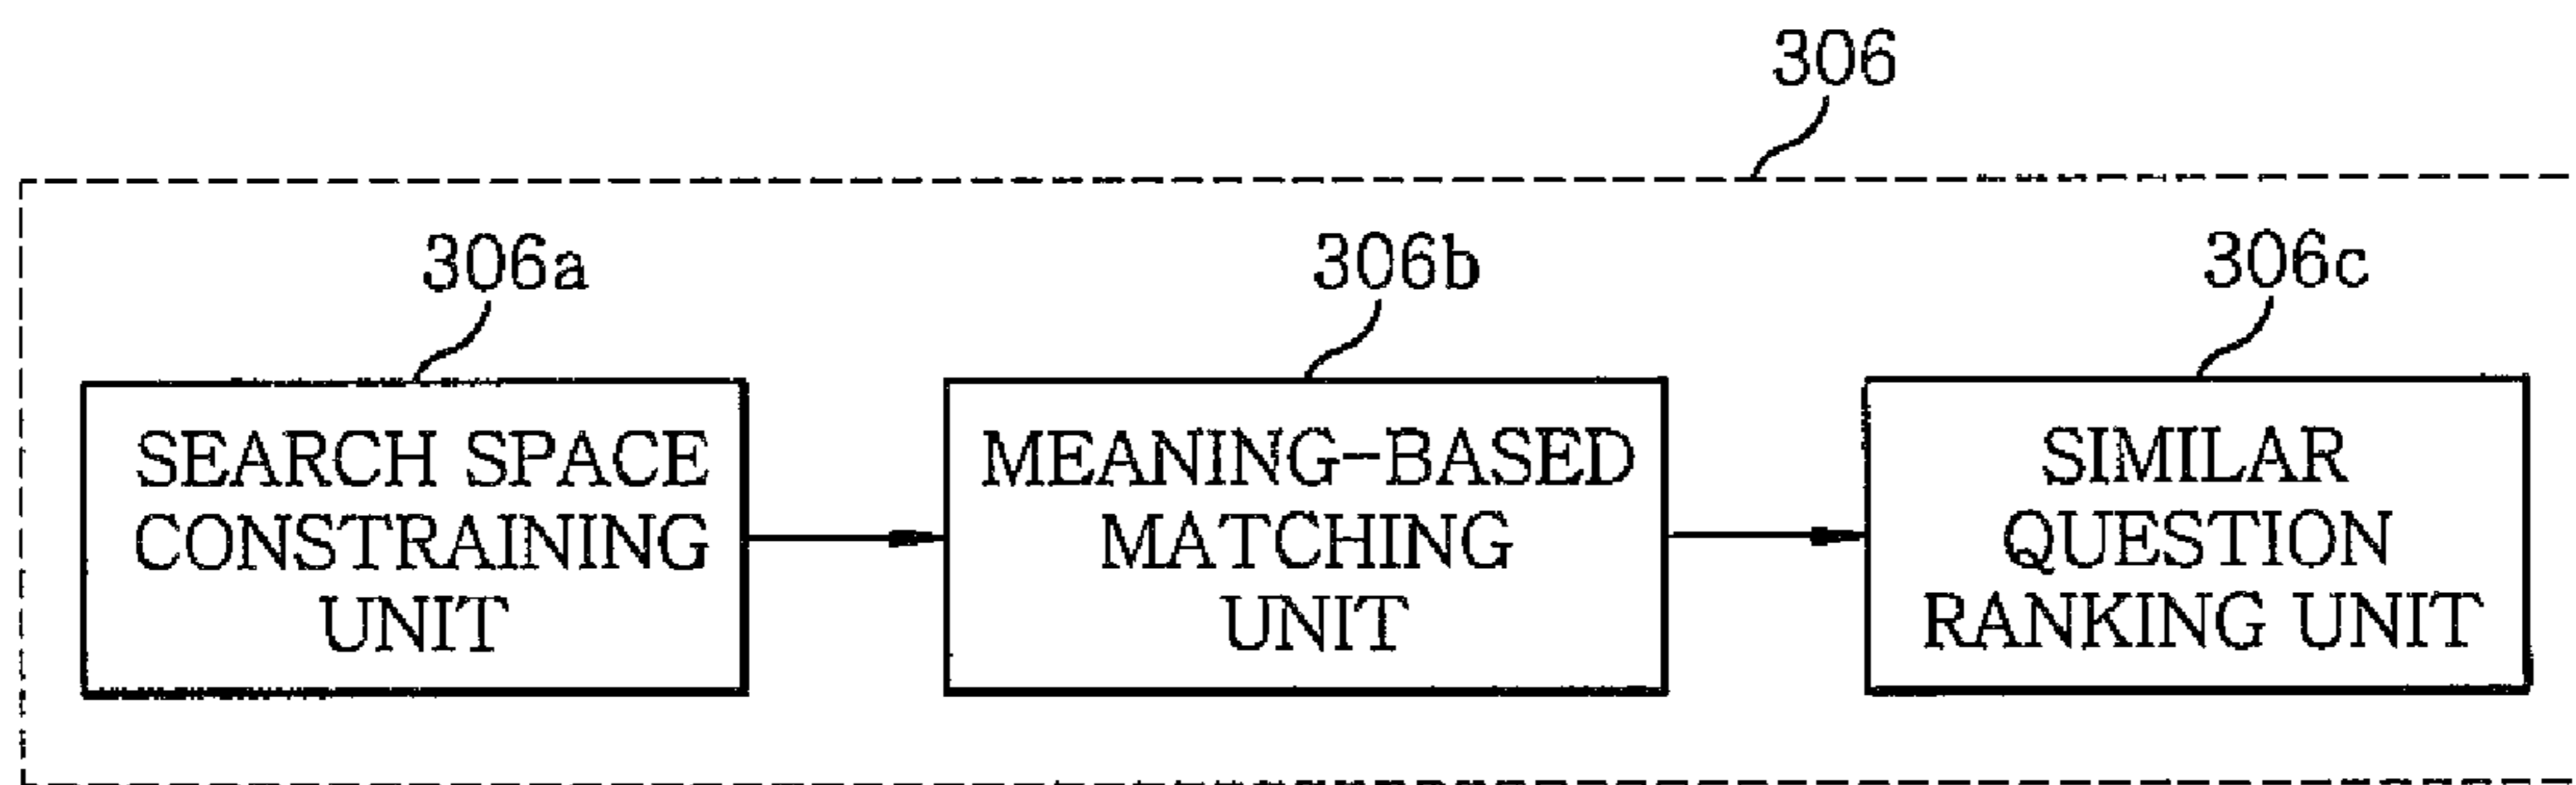 306
306a
306b
306c
SEARCH SPACE
CONSTRAINING
UNIT
MEANING-BASED
MATCHING
UNIT
SIMILAR
QUESTION
RANKING UNIT